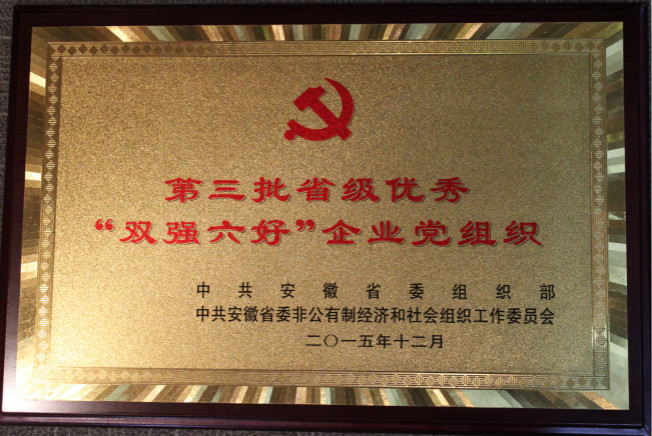 第三批省级优秀
“双强六好”企业党组织
中共安徽省委组织部
中共安徽省委非公有制经济和社会组织工作委员会
二〇一五年十二月